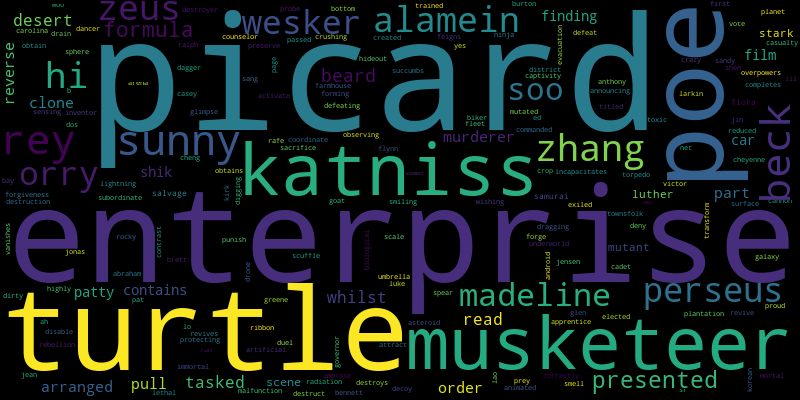 zeus
destroyer
probe
bottom
trained
burton
first
planet
desert
dancer
wesker
alamein
finding
vote
stark
carolina
drain
counselor
passed
crushing
created
ninja
defeat
casualty
obtain
formula
ralph
preserve
yes
feigns
evacuation
film
reverse
sphere
page
hideout
crazy
sandy
overpowers
picard
poe
hi
beard
soo
district
anthony
clone
dagger
farmhouse
succumbs
captivity
announcing
larkin
casey
activate
forming
mutated
titled
toxic
flora
sensing
inventor
glimpse
defeating
ed
biker
commanded
jin
dos
sang
fleet
net
reduced
completes
rey
sunny
rafe
coordinate
observing
murderer
zhang
car
beck
cheng
sacrifice
flynn
cheyenne
orry
shik
obtains
katniss
crop
incapacitates
bay
lightning
kirk
digging
torpedo
victor
forgiveness
destruction
subordinate
salvage
goat
smiling
wishing
samurai
exiled
luther
part
surface
cannon
enterprise
vanishes
rocky
contrast
punish
scuffle
dragging
townsfolk
deny
transform
jonas
scale
forge
underworld
mutant
galaxy
abraham
brett
drone
biological
jensen
android
cadet
dirty
highly
patty
contains
umbrella
luke
whilst
spear
madeline
perseus
pat
greene
prey
turtle
musketeer
ah
io
ribbon
asteroid
read
apprentice
glen
elected
plantation
revive
proud
disable
revives
duel
governor
attract
rebellion
protecting
artificial
immortal
jean
arranged
pull
tasked
scene
radiation
destroys
decoy
order
lao
smell
presented
korean
mortal
lethal
malfunction
destruct
bennett
animated
sr